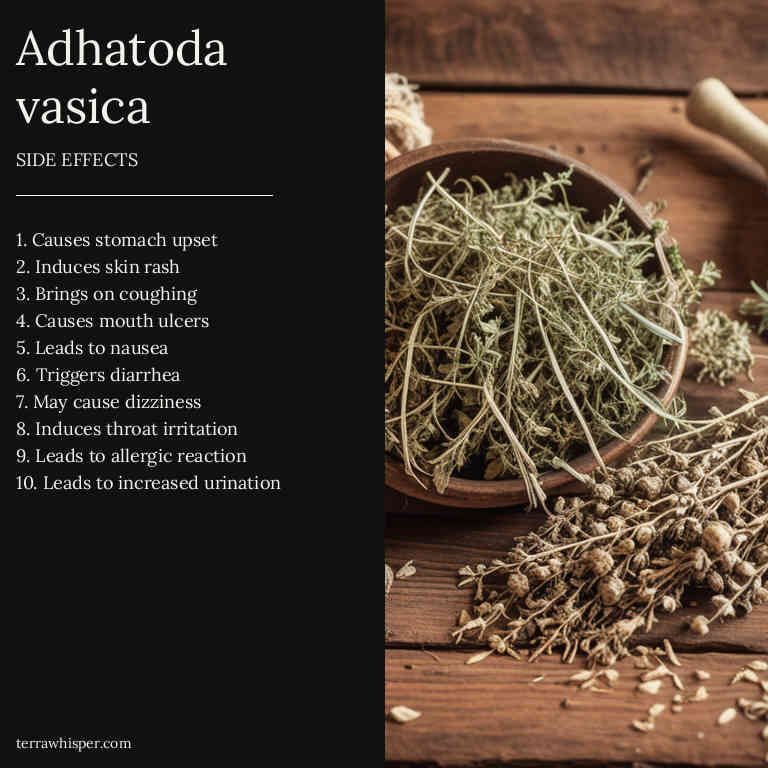 Adhatoda
vasica
SIDE EFFECTS
1. Causes stomach upset
2. Induces skin rash
3. Brings on coughing
4. Causes mouth ulcers
5. Leads to nausea
6. Triggers diarrhea
7. May cause dizziness
8. Induces throat irritation
9. Leads to allergic reaction
10. Leads to increased urination
terrawhisper.com